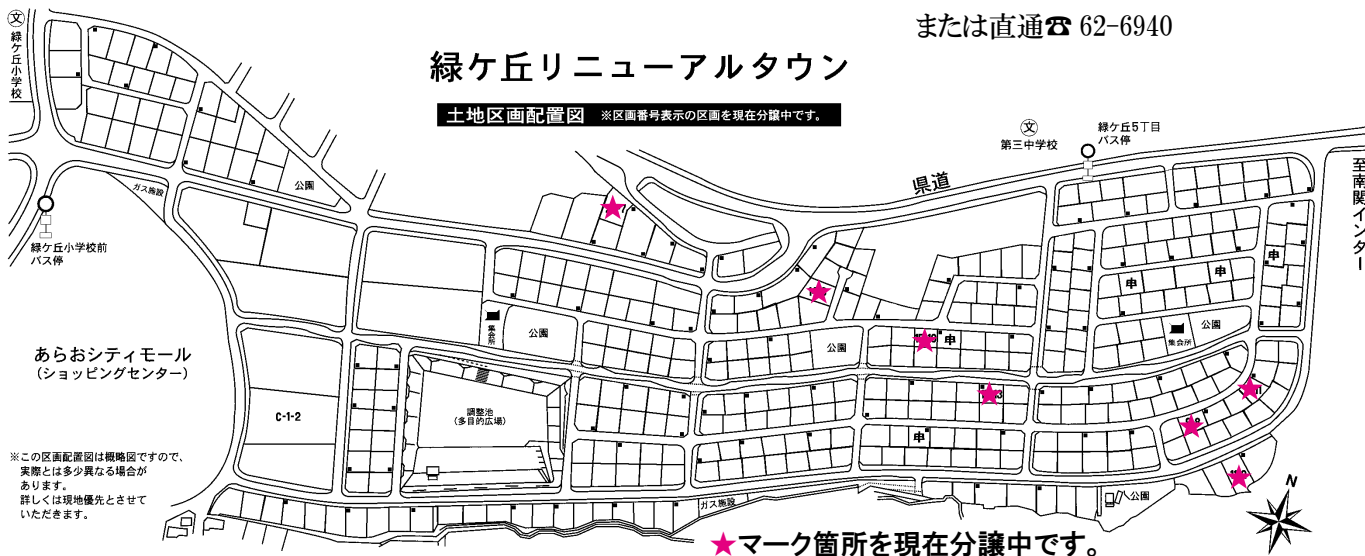 または直通☎ 62-6940
緑ケ丘リニューアルタウン
土地区画配置図 ※区画番号表示の区画を現在分譲中です。
文
緑ケ丘小学校
文
第三中学校
緑ケ丘5丁目
バス停
県道
至南関インター
ガス施設
公園
緑ケ丘小学校前
バス停
申
申
申
集会所
公園
公園
申
集会所
公園
あらおシティモール
(ショッピングセンター)
C-1-2
調整池
(多目的広場)
申
※この区画配置図は概略図ですので、
実際とは多少異なる場合が
あります。
詳しくは現地優先とさせて
いただきます。
ガス施設
公園
N
★マーク箇所を現在分譲中です。